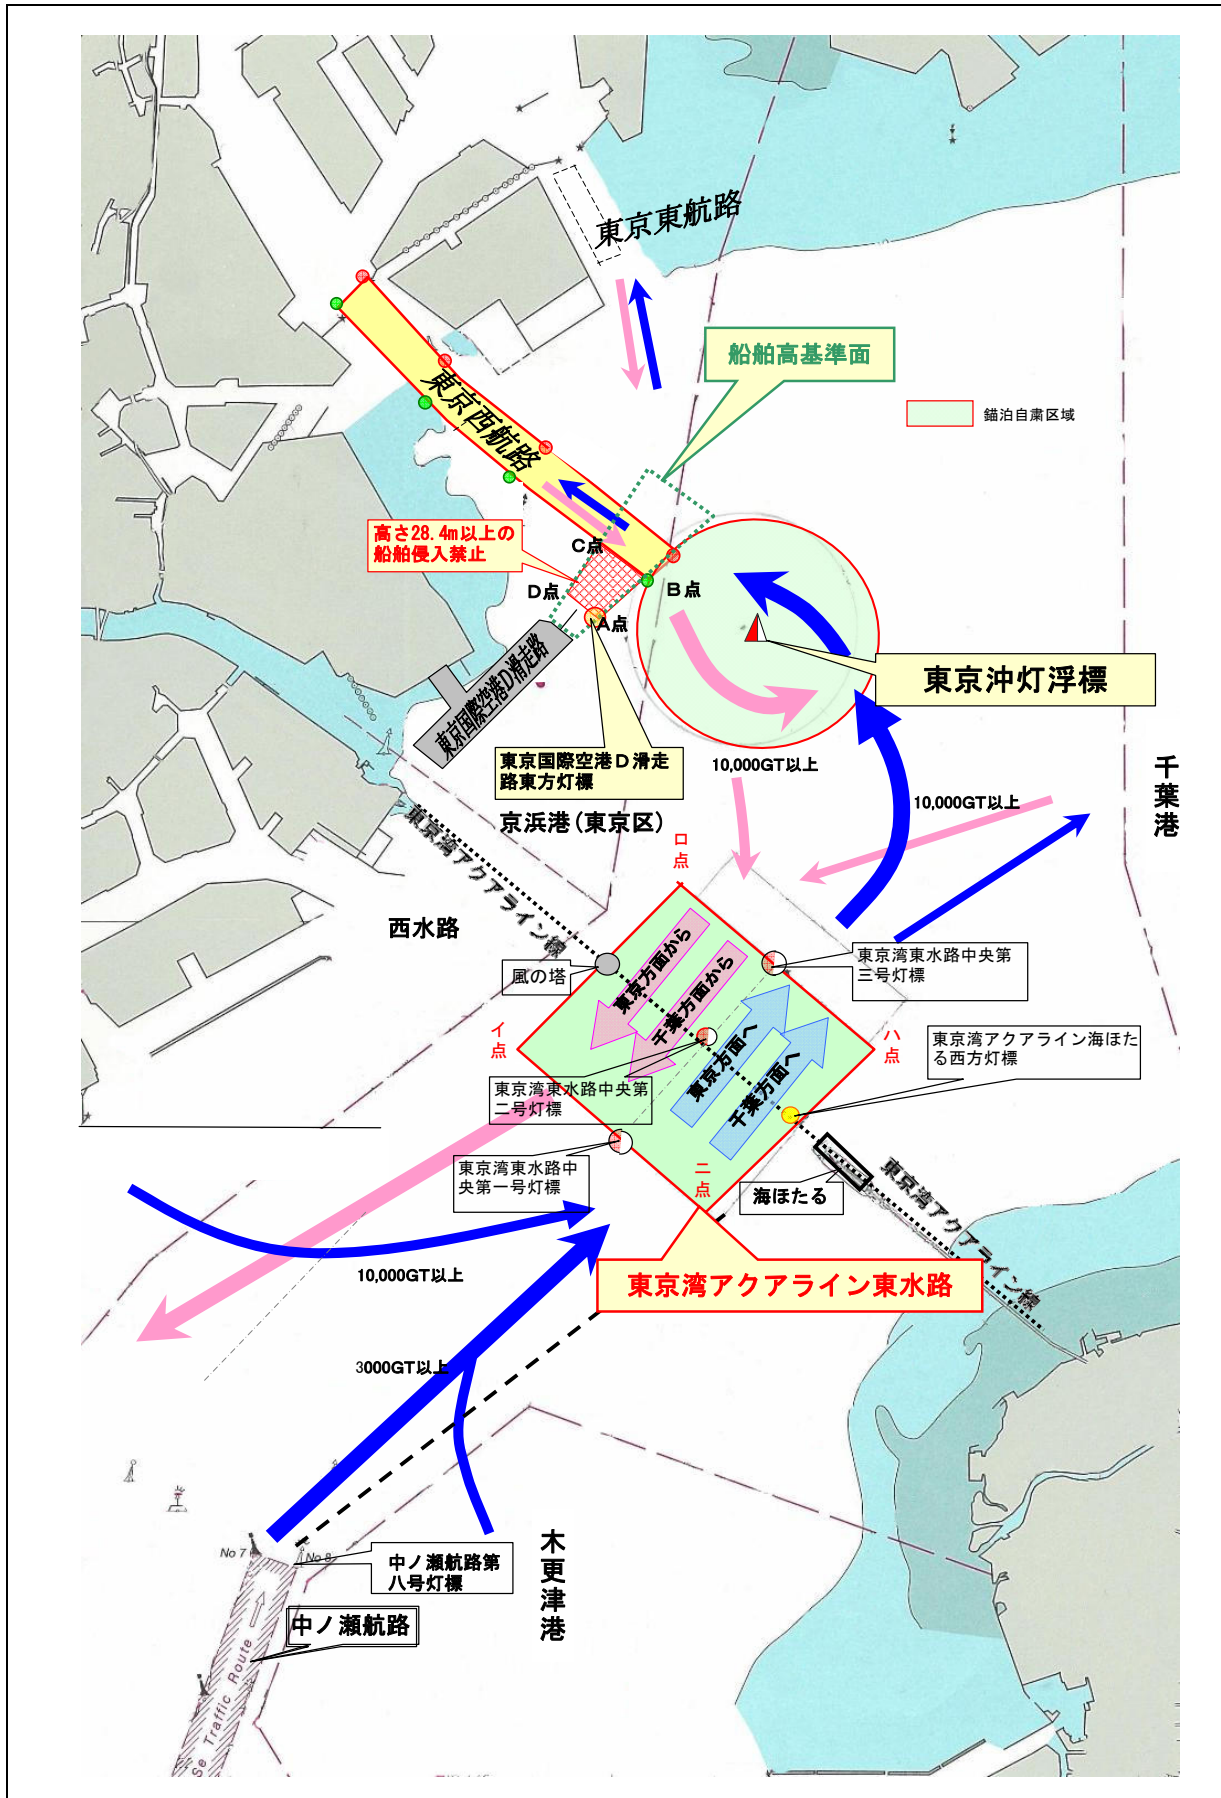 東京東航路
船舶高基準面
錨泊自粛区域
東京西航路
高さ28.4m以上の
船舶侵入禁止
C点
D点
B点
A点
東京国際空港D滑走路
東京沖灯浮標
東京国際空港D滑走
路東方灯標
10,000GT以上
10,000GT以上
千葉港
京浜港(東京区)
東京湾アクアライン線
ロ点
西水路
風の塔
東京方面から
千葉方面から
東京湾東水路中央第
三号灯標
イ点
ハ点
東京湾アクアライン海ほた
る西方灯標
東京方面へ
千葉方面へ
東京湾東水路中央第
二号灯標
東京湾東水路中
央第一号灯標
ニ点
海ほたる
東京湾アクアライン線
東京湾アクアライン東水路
10,000GT以上
3000GT以上
No 7
No 8
中ノ瀬航路第
八号灯標
木更津港
中ノ瀬航路
Se Traffic Route